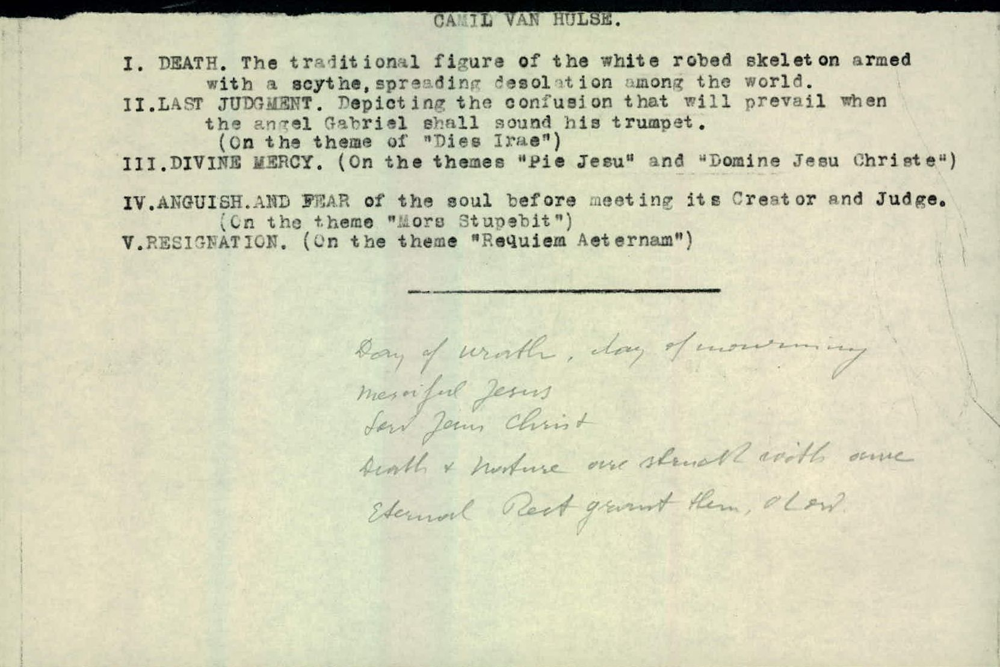 CAMIL VAN HULSE.
I. DEATH. The traditional figure of the white robed skeleton armed
with a scythe,spreading desolation among the world.
II.LAST JUDGMENT. Depicting the confusion that will prevail when
the angel Gabriel shall sound his trumpet.
(On the theme of "Dies Irae")
III.DIVINE MERCY. (On the themes "Pie Jesu" and "Domine Jesu Christe")
IV.ANGUISH.AND FEAR of the soul before meeting its Creator and Judge.
(On the theme "Mors Stupebit")
V.RESIGNATION. (On the theme "Requiem Aeternam")
Day of wrath, day of mourning
Merciful Jesus
Lord Jesus Christ
Death & Nature are struck with awe
Eternal Rest grant them, O Lord.